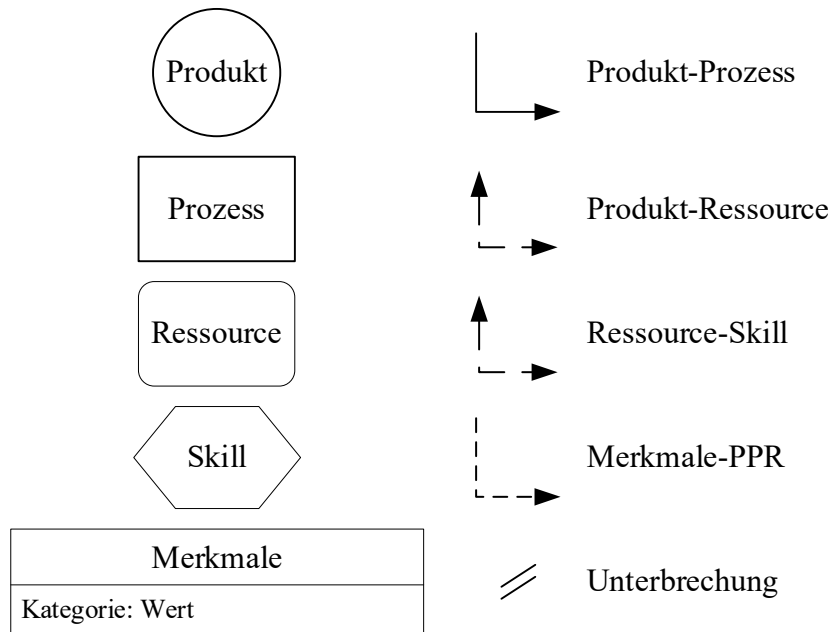 Produkt
Produkt-Prozess
Prozess
Produkt-Ressource
Ressource
Ressource-Skill
Skill
Merkmale-PPR
Merkmale
Kategorie: Wert
Unterbrechung